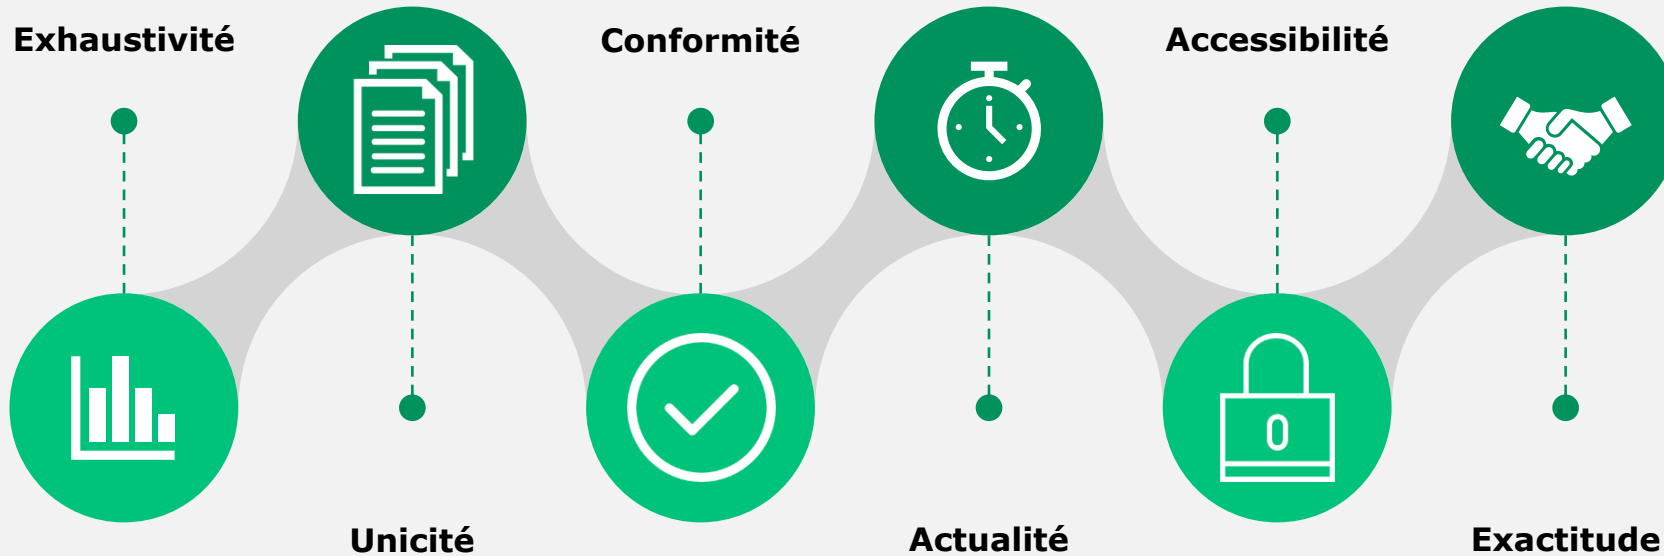 Exhaustivité
Conformité
Accessibilité
Unicité
Actualité
Exactitude